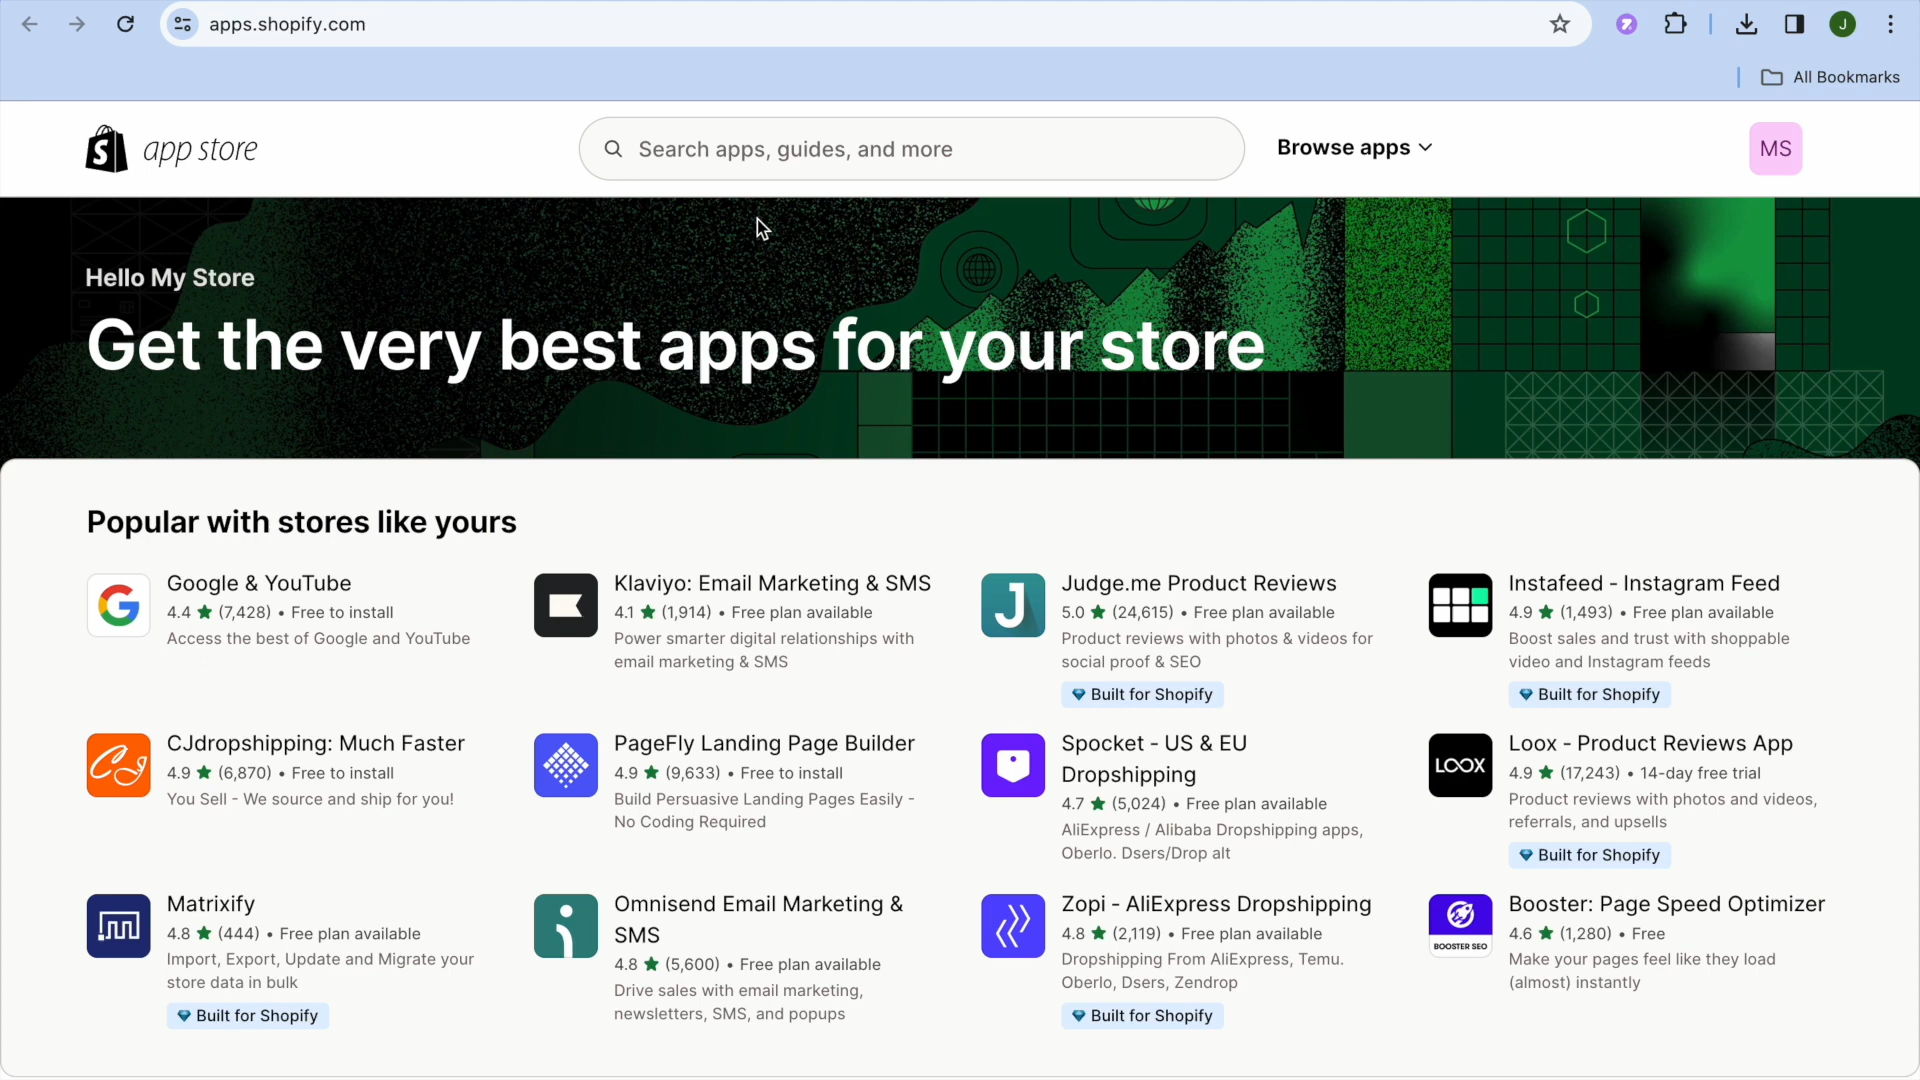 apps.shopify.com
J
All Bookmarks
S app store
Search apps, guides, and more
Browse apps
MS
Hello My Store
Get the very best apps for your store
Popular with stores like yours
Google & YouTube
4.4 ★ (7,428) • Free to install
Access the best of Google and YouTube
Klaviyo: Email Marketing & SMS
4.1 ★ (1,914) • Free plan available
Power smarter digital relationships with
email marketing & SMS
J
Judge.me Product Reviews
5.0 ★ (24,615) • Free plan available
Product reviews with photos & videos for
social proof & SEO
Built for Shopify
Instafeed - Instagram Feed
4.9 ★ (1,493) • Free plan available
Boost sales and trust with shoppable
video and Instagram feeds
Built for Shopify
CJ
CJdropshipping: Much Faster
4.9 ★ (6,870) • Free to install
You Sell - We source and ship for you!
PageFly Landing Page Builder
4.9 ★ (9,633) • Free to install
Build Persuasive Landing Pages Easily -
No Coding Required
Spocket - US & EU
Dropshipping
4.7 ★ (5,024) • Free plan available
AliExpress / Alibaba Dropshipping apps,
Oberlo. Dsers/Drop alt
LOOX
Loox - Product Reviews App
4.9 ★ (17,243) • 14-day free trial
Product reviews with photos and videos,
referrals, and upsells
Built for Shopify
Matrixify
4.8 ★ (444) • Free plan available
Import, Export, Update and Migrate your
store data in bulk
Built for Shopify
Omnisend Email Marketing &
SMS
4.8 ★ (5,600) • Free plan available
Drive sales with email marketing,
newsletters, SMS, and popups
Zopi - AliExpress Dropshipping
4.8 ★ (2,119) • Free plan available
Dropshipping From AliExpress, Temu.
Oberlo, Dsers, Zendrop
Built for Shopify
BOOSTER SEO
Booster: Page Speed Optimizer
4.6 ★ (1,280) • Free
Make your pages feel like they load
(almost) instantly